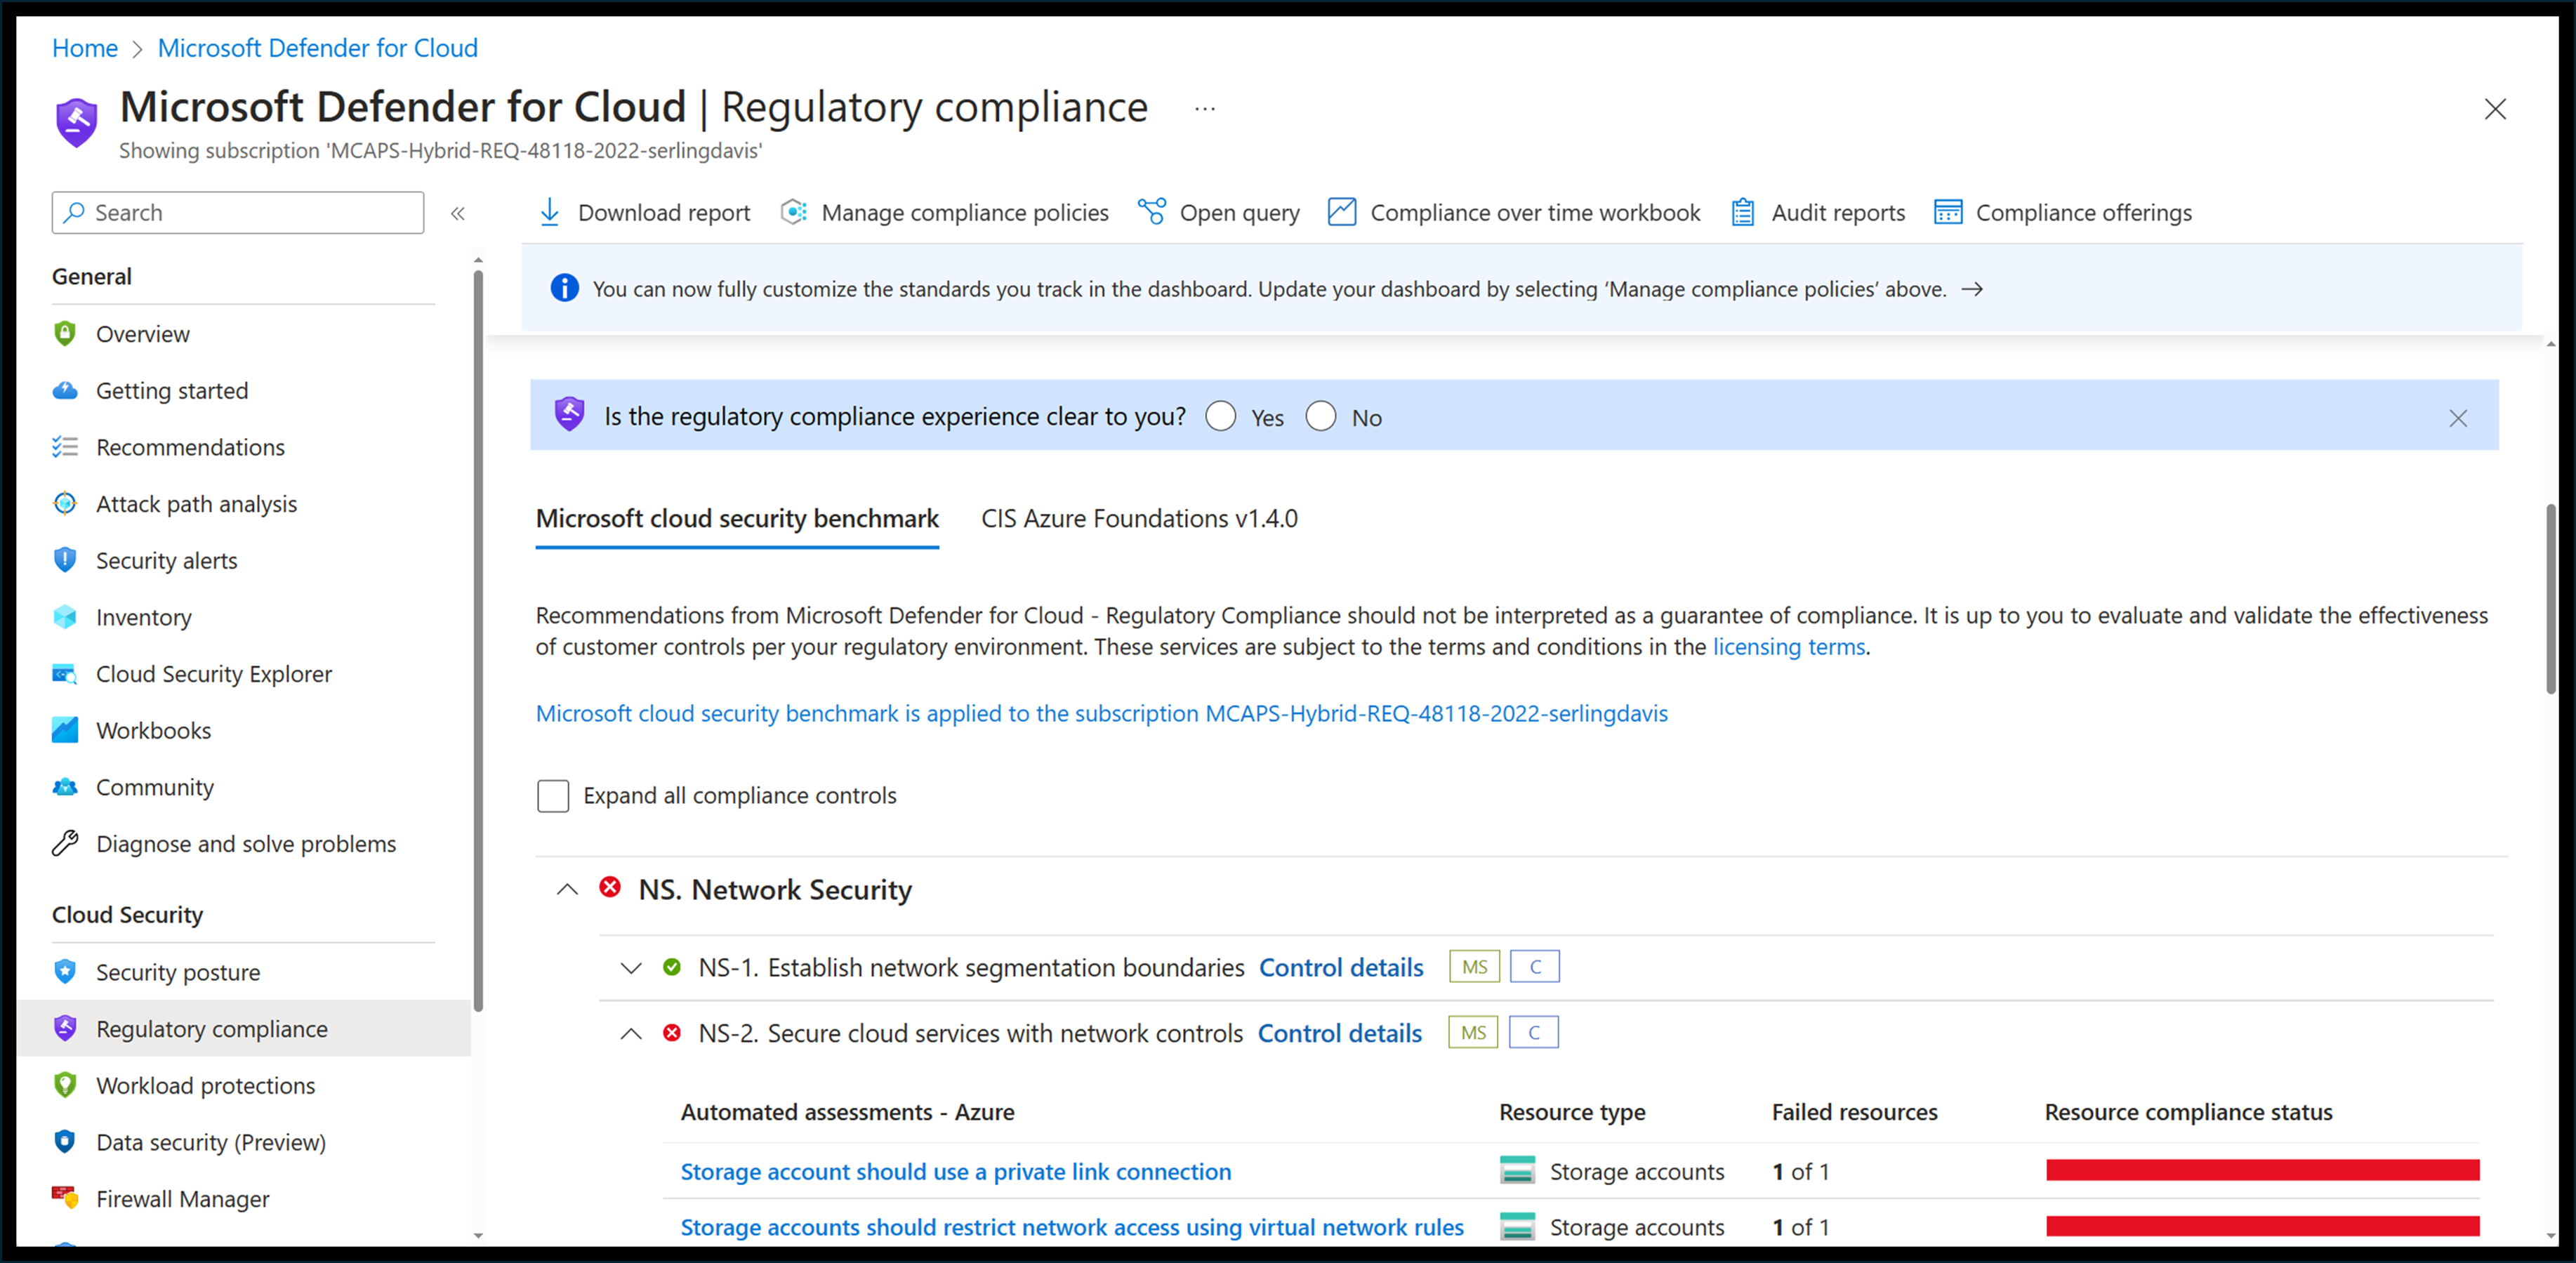 Home > Microsoft Defender for Cloud
Microsoft Defender for Cloud | Regulatory compliance ...
Showing subscription 'MCAPS-Hybrid-REQ-48118-2022-serlingdavis'
Search «
Download report Manage compliance policies Open query Compliance over time workbook Audit reports Compliance offerings
You can now fully customize the standards you track in the dashboard. Update your dashboard by selecting ‘Manage compliance policies’ above. →
General
Overview
Getting started
Recommendations
Attack path analysis
Security alerts
Inventory
Cloud Security Explorer
Workbooks
Community
Diagnose and solve problems
Cloud Security
Security posture
Regulatory compliance
Workload protections
Data security (Preview)
Firewall Manager
Is the regulatory compliance experience clear to you? Yes No
Microsoft cloud security benchmark CIS Azure Foundations v1.4.0
Recommendations from Microsoft Defender for Cloud - Regulatory Compliance should not be interpreted as a guarantee of compliance. It is up to you to evaluate and validate the effectiveness
of customer controls per your regulatory environment. These services are subject to the terms and conditions in the licensing terms.
Microsoft cloud security benchmark is applied to the subscription MCAPS-Hybrid-REQ-48118-2022-serlingdavis
Expand all compliance controls
NS. Network Security
NS-1. Establish network segmentation boundaries Control details MS C
NS-2. Secure cloud services with network controls Control details MS C
Automated assessments - Azure Resource type Failed resources Resource compliance status
Storage account should use a private link connection Storage accounts 1 of 1
Storage accounts should restrict network access using virtual network rules Storage accounts 1 of 1